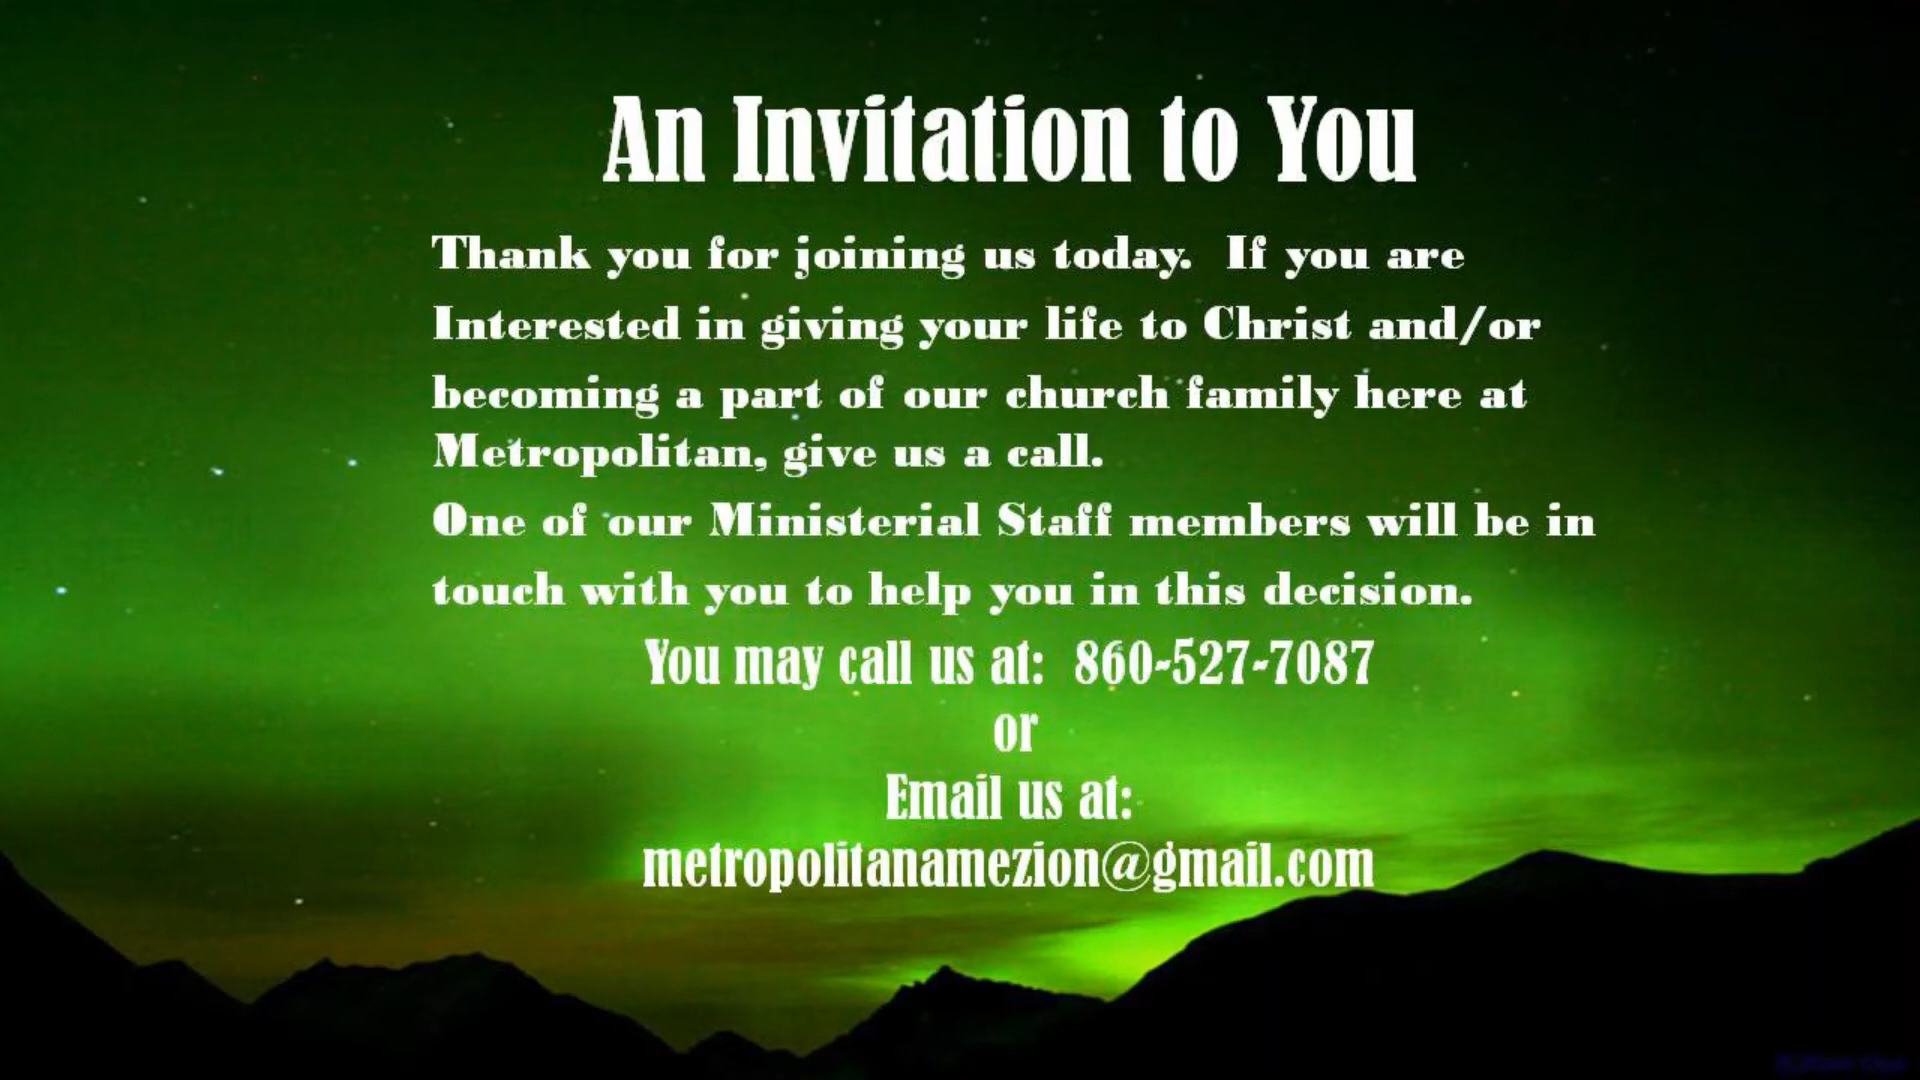 An Invitation to You
Thank you for joining us today.  If you are
Interested in giving your life to Christ and/or
becoming a part of our church family here at
Metropolitan, give us a call.
One of our Ministerial Staff members will be in
touch with you to help you in this decision.
You may call us at:  860-527-7087
or
Email us at:
metropolitanamezion@gmail.com